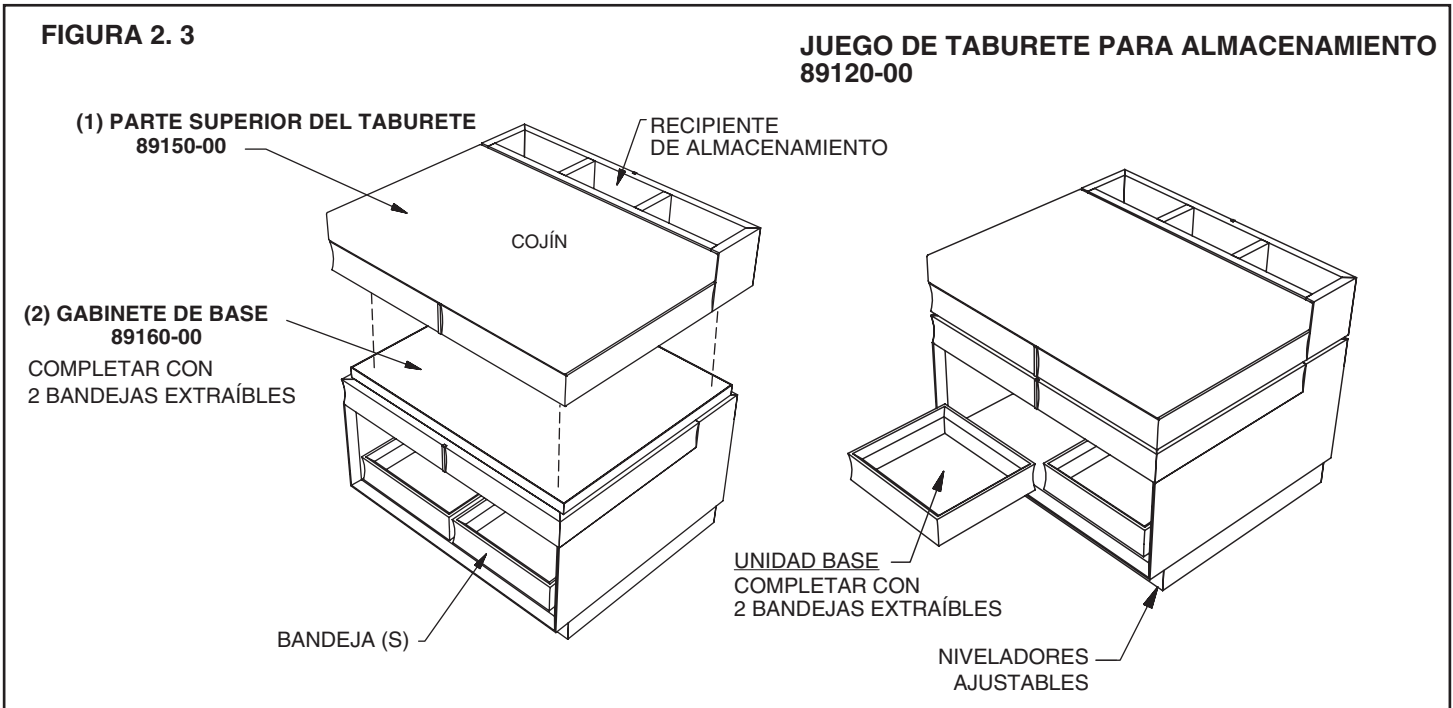 FIGURA 2. 3
JUEGO DE TABURETE PARA ALMACENAMIENTO
89120-00
(1) PARTE SUPERIOR DEL TABURETE
89150-00
RECIPIENTE
DE ALMACENAMIENTO
COJÍN
(2) GABINETE DE BASE
89160-00
COMPLETAR CON
2 BANDEJAS EXTRAÍBLES
BANDEJA (S)
UNIDAD BASE
COMPLETAR CON
2 BANDEJAS EXTRAÍBLES
NIVELADORES
AJUSTABLES